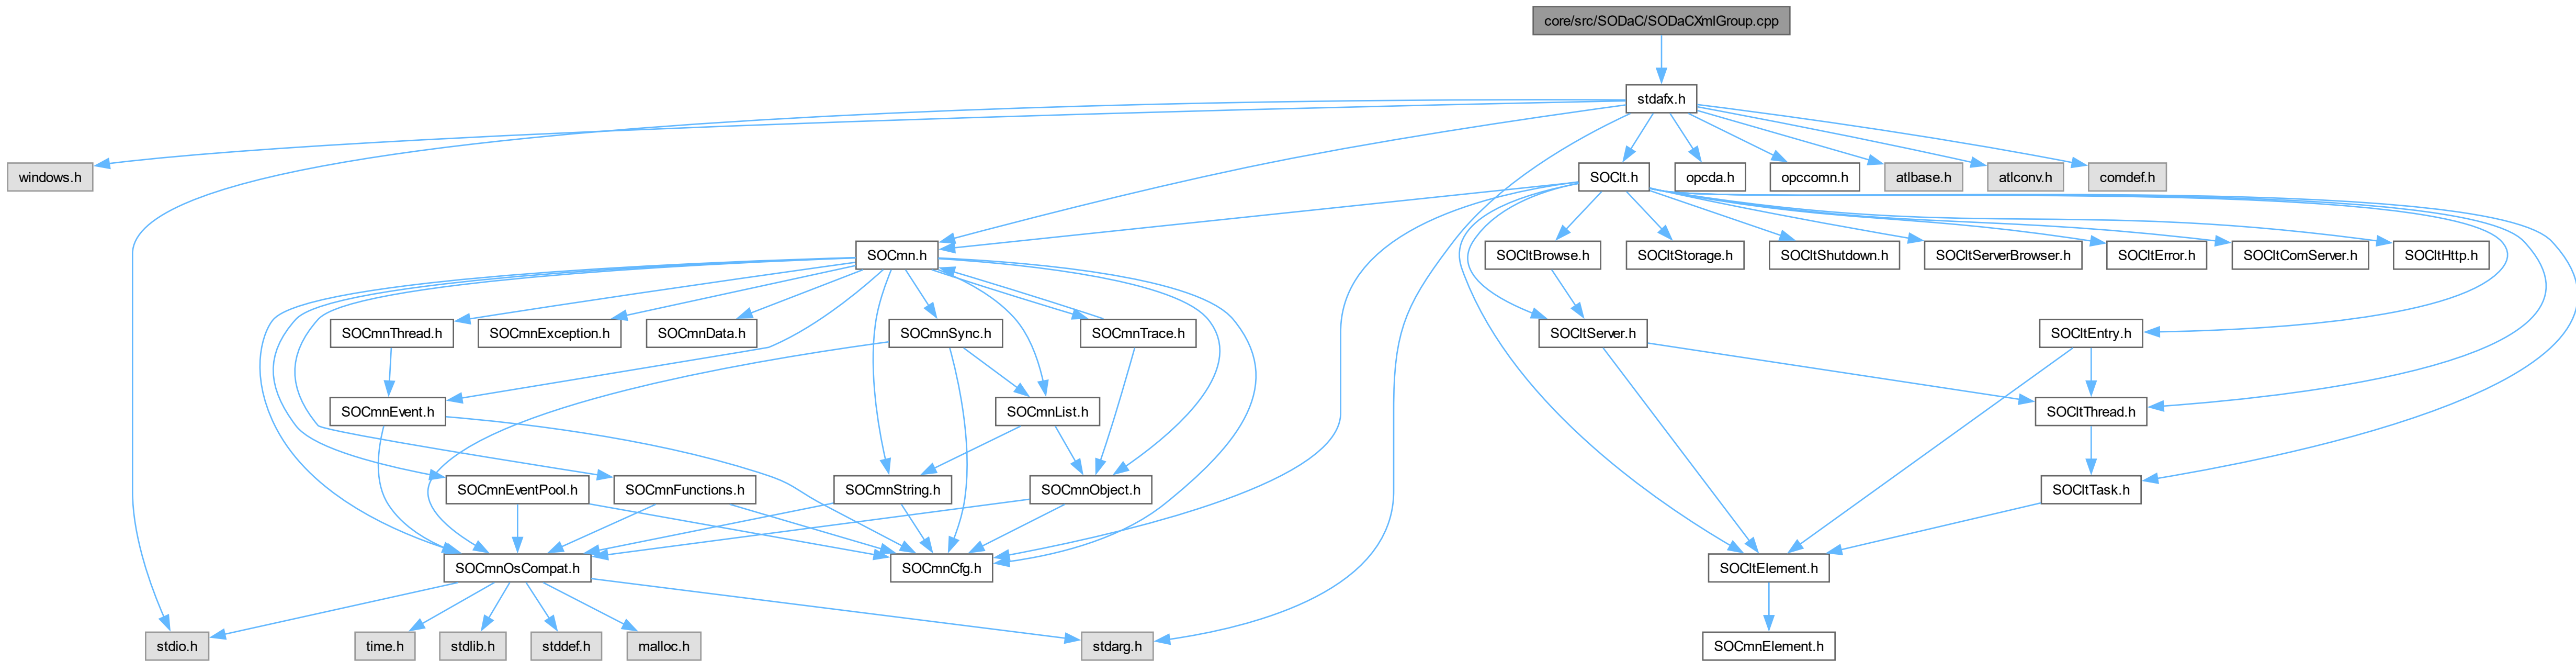 core/src/SODaC/SODaCXmlGroup.cpp
stdafx.h
windows.h
SOClt.h
opcda.h
opccomn.h
atlbase.h
atlconv.h
comdef.h
SOCmn.h
SOCltBrowse.h
SOCltStorage.h
SOCltShutdown.h
SOCltServerBrowser.h
SOCltError.h
SOCltComServer.h
SOCltHttp.h
SOCmnThread.h
SOCmnException.h
SOCmnData.h
SOCmnSync.h
SOCmnTrace.h
SOCltServer.h
SOCltEntry.h
SOCmnEvent.h
SOCmnList.h
SOCltThread.h
SOCmnEventPool.h
SOCmnFunctions.h
SOCmnString.h
SOCmnObject.h
SOCltTask.h
SOCmnOsCompat.h
SOCmnCfg.h
SOCltElement.h
stdio.h
time.h
stdlib.h
stddef.h
malloc.h
stdarg.h
SOCmnElement.h